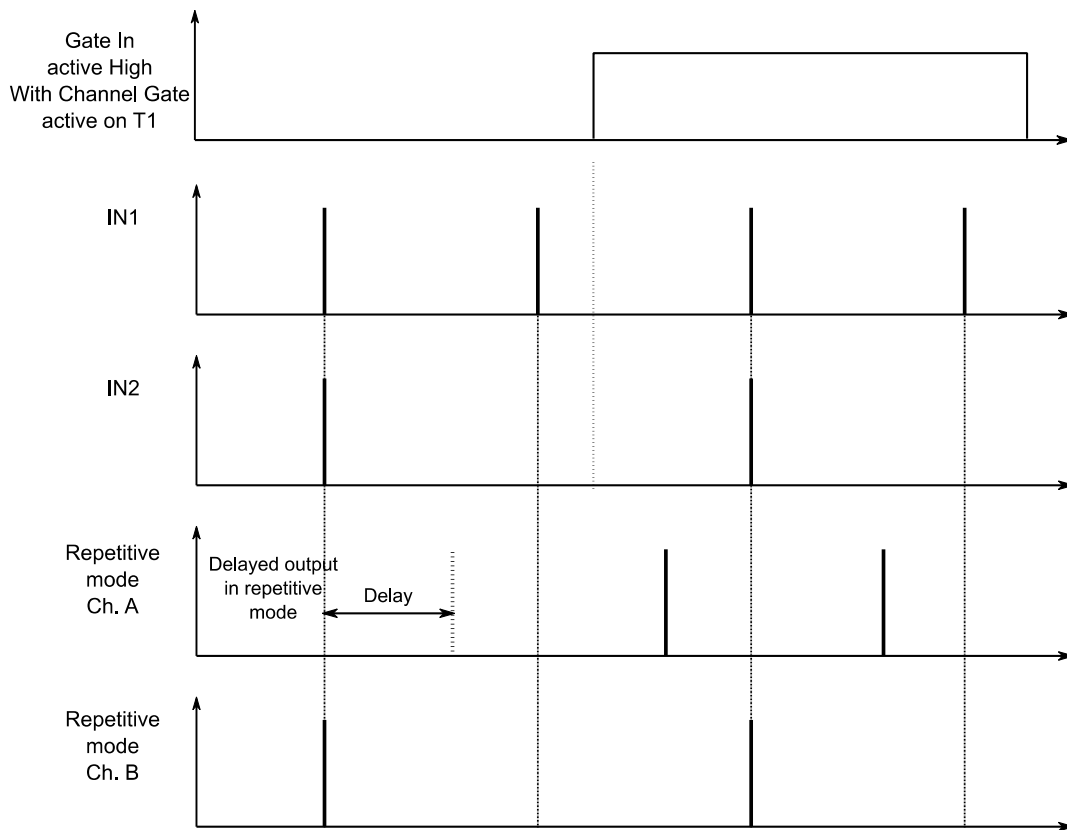 Gate In
active High
With Channel Gate
active on T1
IN1
IN2
Repetitive
mode
Ch. A
Delayed output
in repetitive
mode
Delay
Repetitive
mode
Ch. B